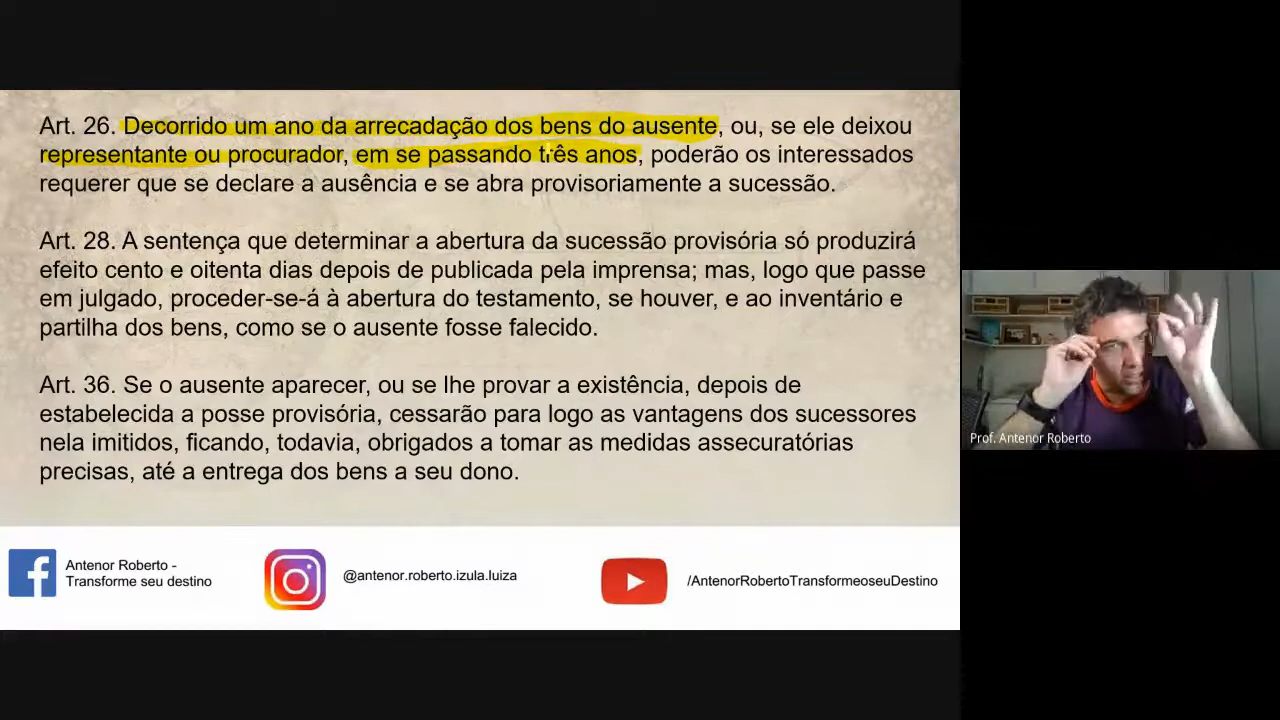 Art. 26. Decorrido um ano da arrecadação dos bens do ausente, ou, se ele deixou
representante ou procurador, em se passando três anos, poderão os interessados
requerer que se declare a ausência e se abra provisoriamente a sucessão.
Art. 28. A sentença que determinar a abertura da sucessão provisória só produzirá
efeito cento e oitenta dias depois de publicada pela imprensa; mas, logo que passe
em julgado, proceder-se-á à abertura do testamento, se houver, e ao inventário e
partilha dos bens, como se o ausente fosse falecido.
Art. 36. Se o ausente aparecer, ou se lhe provar a existência, depois de
estabelecida a posse provisória, cessarão para logo as vantagens dos sucessores
nela imitidos, ficando, todavia, obrigados a tomar as medidas assecuratórias
precisas, até a entrega dos bens a seu dono.
Prof. Antenor Roberto
Antenor Roberto -
Transforme seu destino
@antenor.roberto.izula.luiza
/AntenorRobertoTransformeoseuDestino